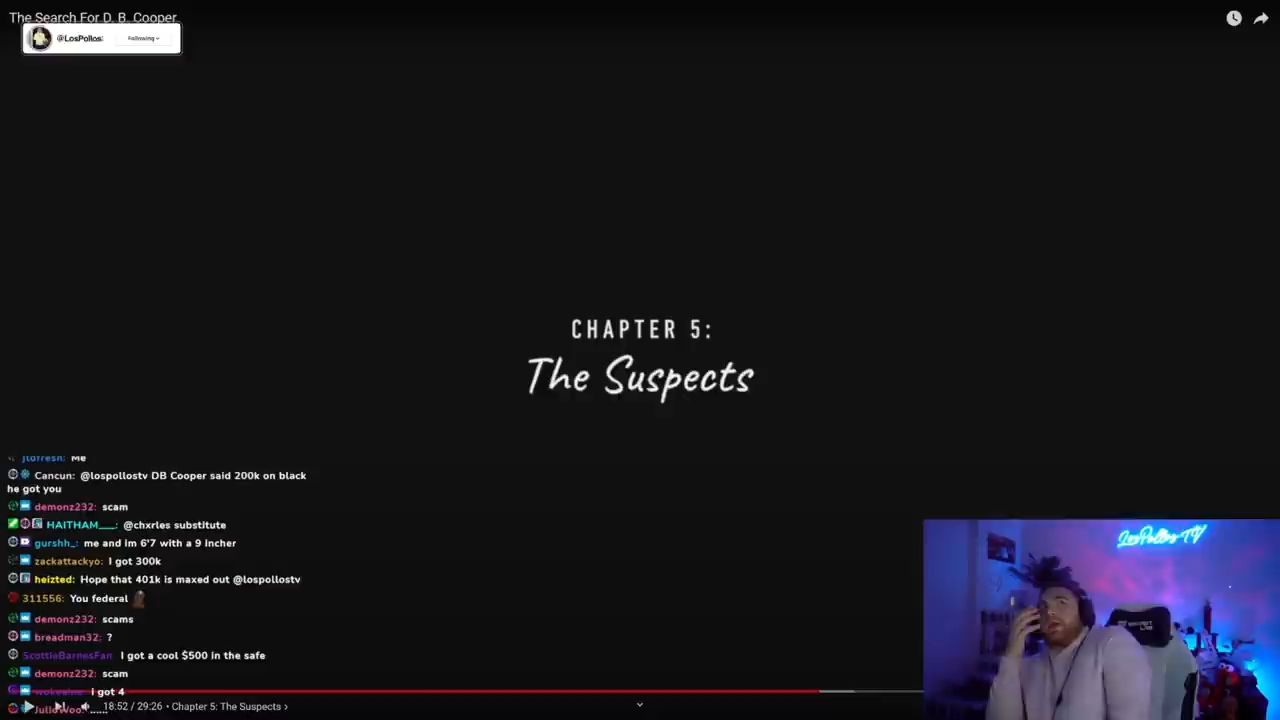 The Search For D. B. Cooper
@LosPollos:
Following
CHAPTER 5:
The Suspects
jtdfresh: Me
Cancun: @lospollostv DB Cooper said 200k on black
he got you
demonz232: scam
HAITHAM___: @chxrles substitute
gurshh_: me and im 6'7 with a 9 incher
zackattackyo: I got 300k
heizted: Hope that 401k is maxed out @lospollostv
311556: You federal
demonz232: scams
breadman32: ?
ScottieBarnesFan I got a cool $500 in the safe
demonz232: scam
i got 4
JulioWoo: ......
18:52 / 29:26 • Chapter 5: The Suspects ›
LosPollos TV